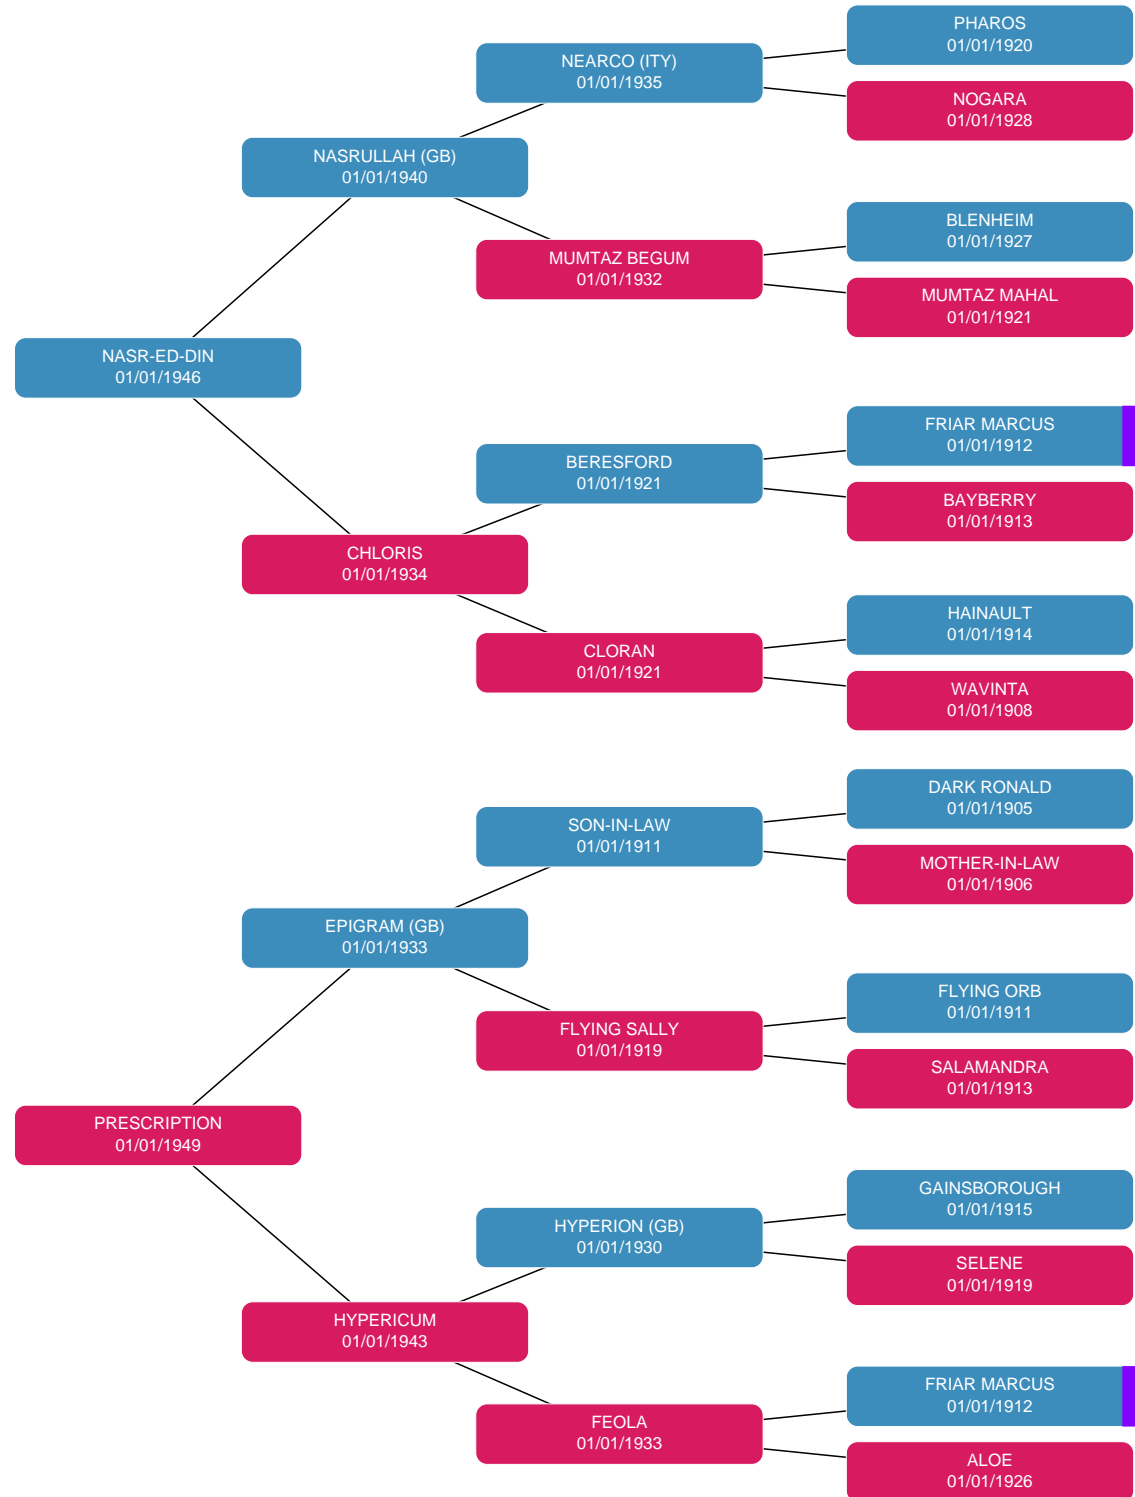 PHAROS
01/01/1920
NEARCO (ITY)
01/01/1935
NOGARA
01/01/1928
NASRULLAH (GB)
01/01/1940
BLENHEIM
01/01/1927
MUMTAZ BEGUM
01/01/1932
MUMTAZ MAHAL
01/01/1921
NASR-ED-DIN
01/01/1946
FRIAR MARCUS
01/01/1912
BERESFORD
01/01/1921
BAYBERRY
01/01/1913
CHLORIS
01/01/1934
HAINAULT
01/01/1914
CLORAN
01/01/1921
WAVINTA
01/01/1908
DARK RONALD
01/01/1905
SON-IN-LAW
01/01/1911
MOTHER-IN-LAW
01/01/1906
EPIGRAM (GB)
01/01/1933
FLYING ORB
01/01/1911
FLYING SALLY
01/01/1919
SALAMANDRA
01/01/1913
PRESCRIPTION
01/01/1949
GAINSBOROUGH
01/01/1915
HYPERION (GB)
01/01/1930
SELENE
01/01/1919
HYPERICUM
01/01/1943
FRIAR MARCUS
01/01/1912
FEOLA
01/01/1933
ALOE
01/01/1926